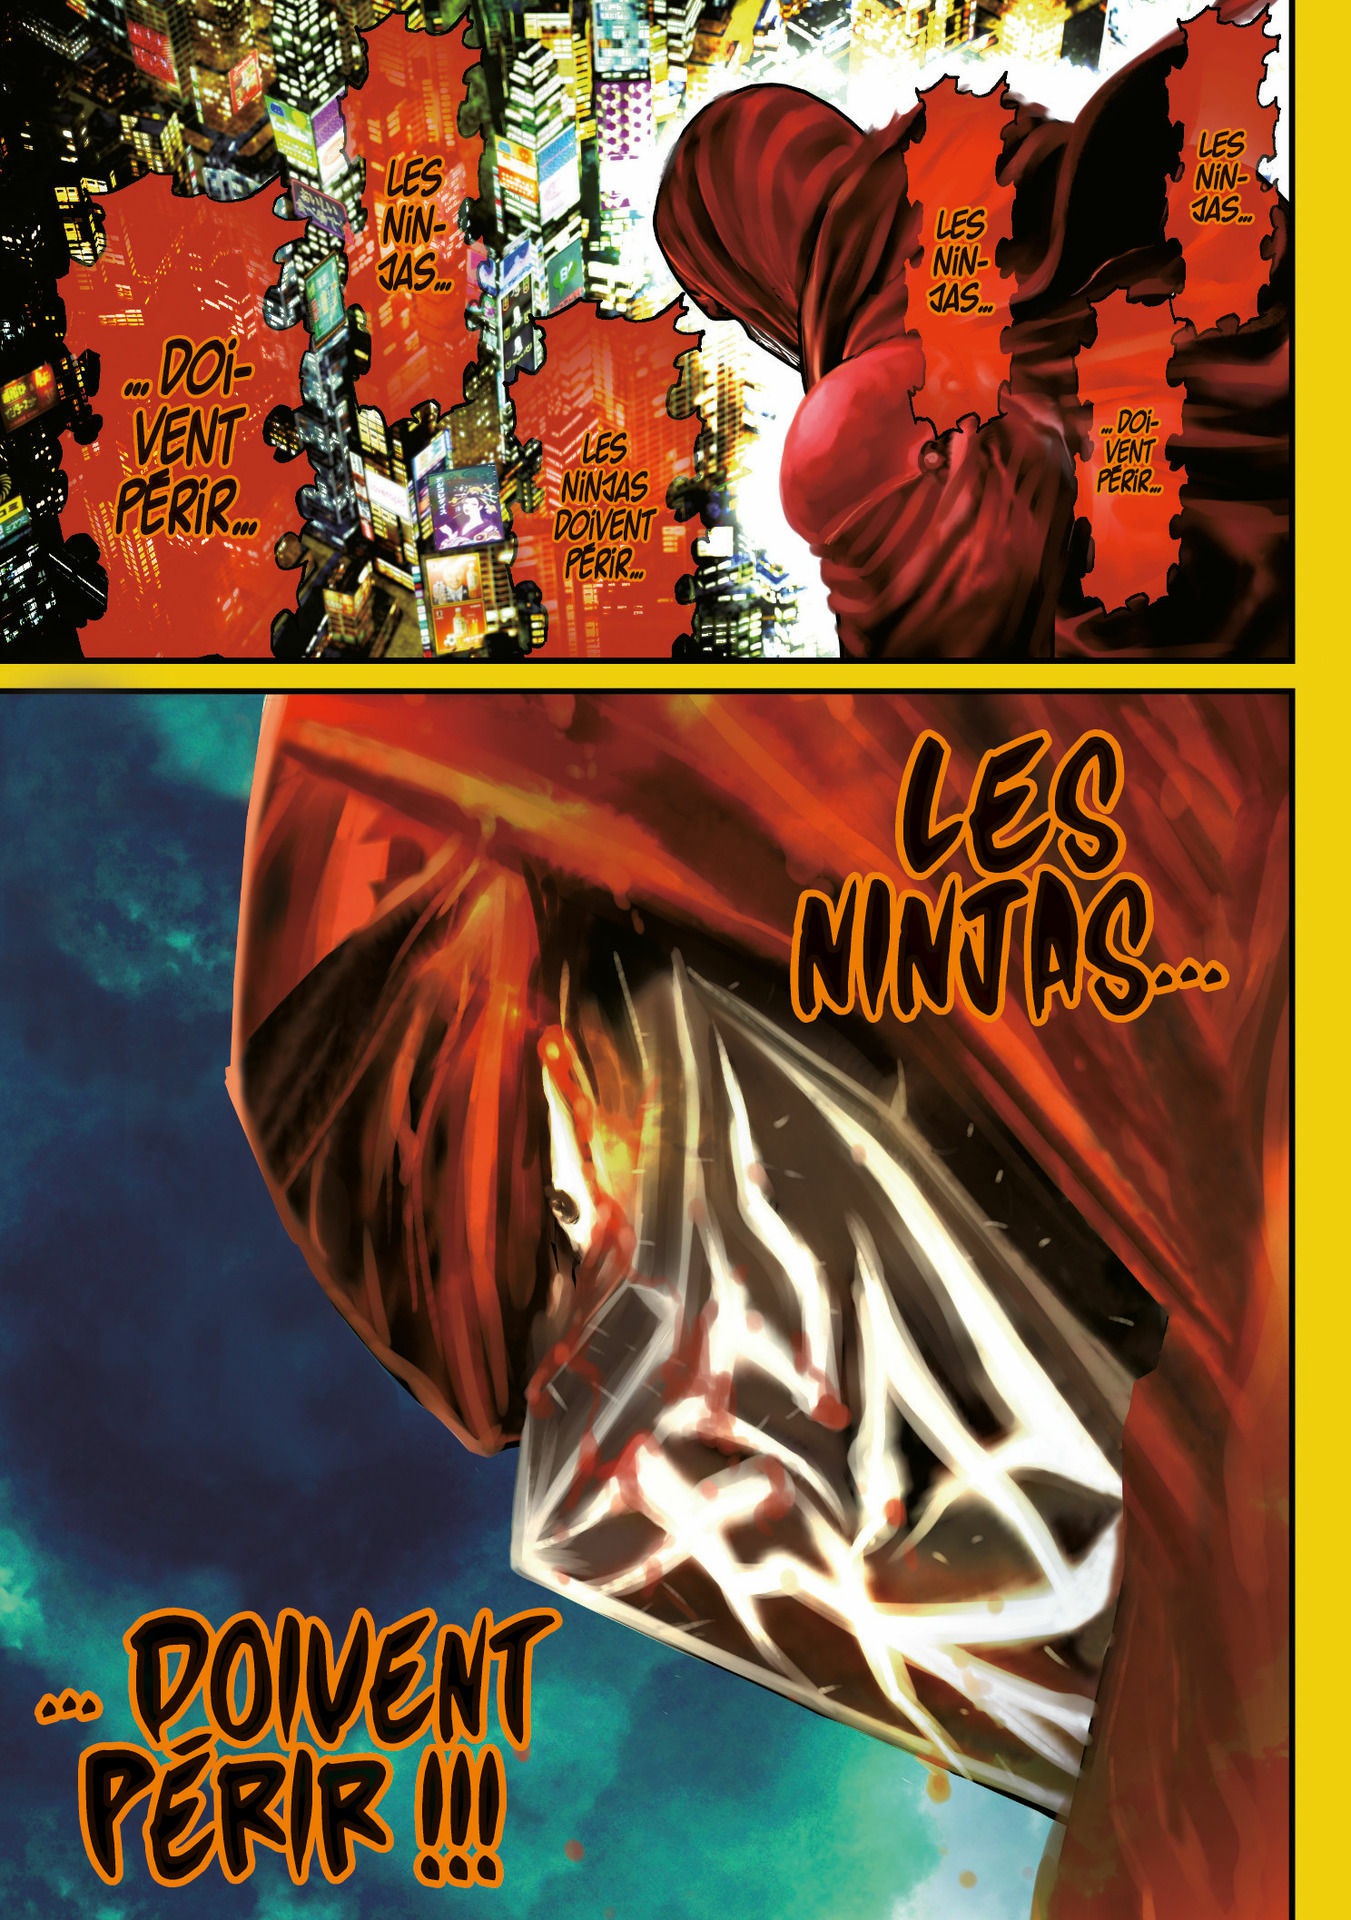 LES
NIN-
JAS...
... DOI-
VENT
PÉRIR...
LES
NIN-
JAS...
LES
NINJAS
DOIVENT
PÉRIR...
LES
NIN-
JAS...
... DOI-
VENT
PÉRIR...
LES
NINJAS...
... DOIVENT
PÉRIR !!!